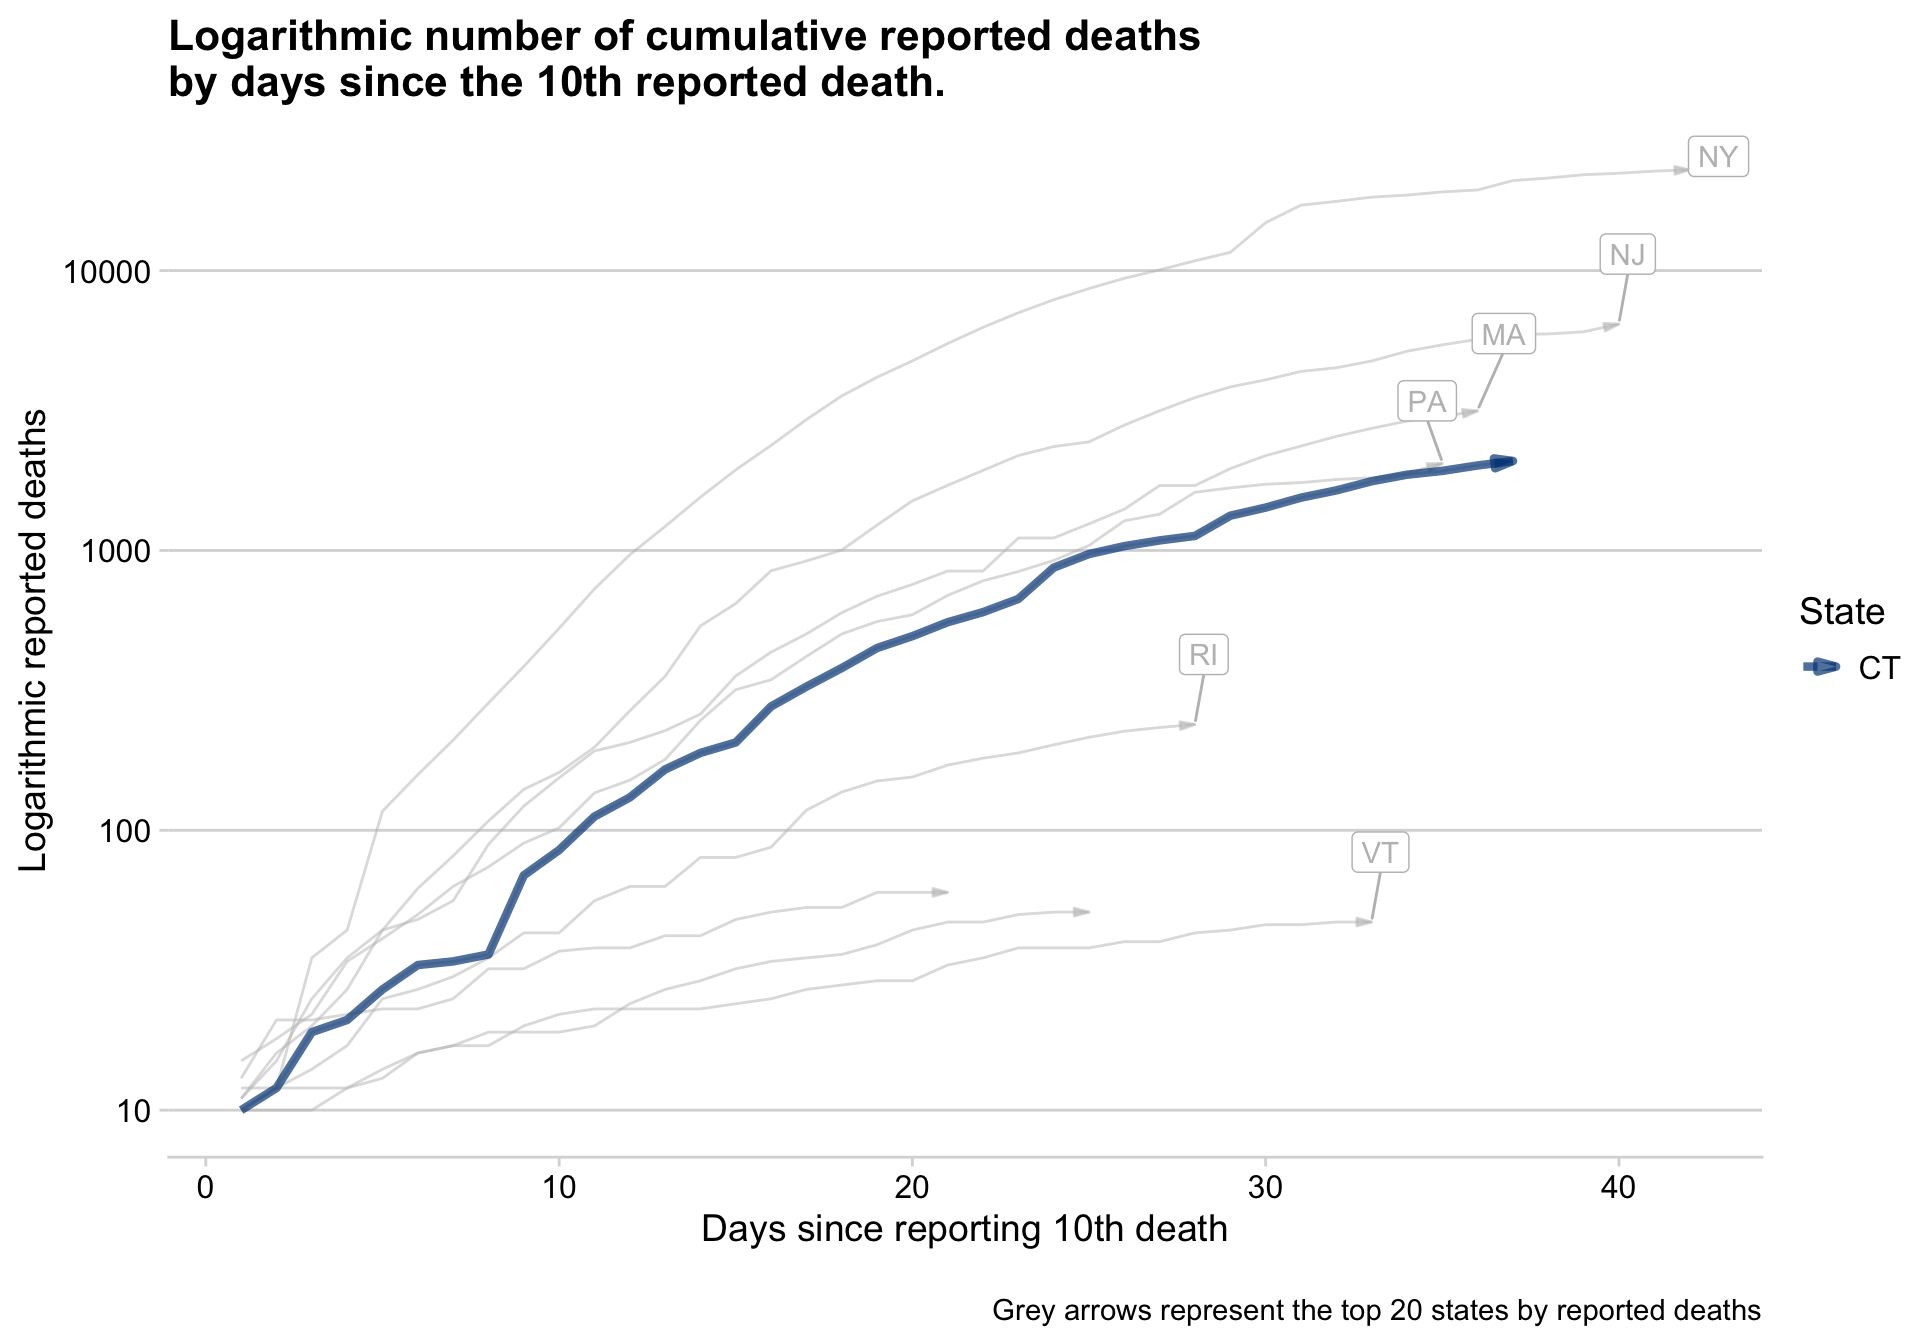 Logarithmic number of cumulative reported deaths
by days since the 10th reported death.
NY
NJ
MA
PA
RI
VT
10000
1000
100
10
Logarithmic reported deaths
0 10 20 30 40
Days since reporting 10th death
State
CT
Grey arrows represent the top 20 states by reported deaths